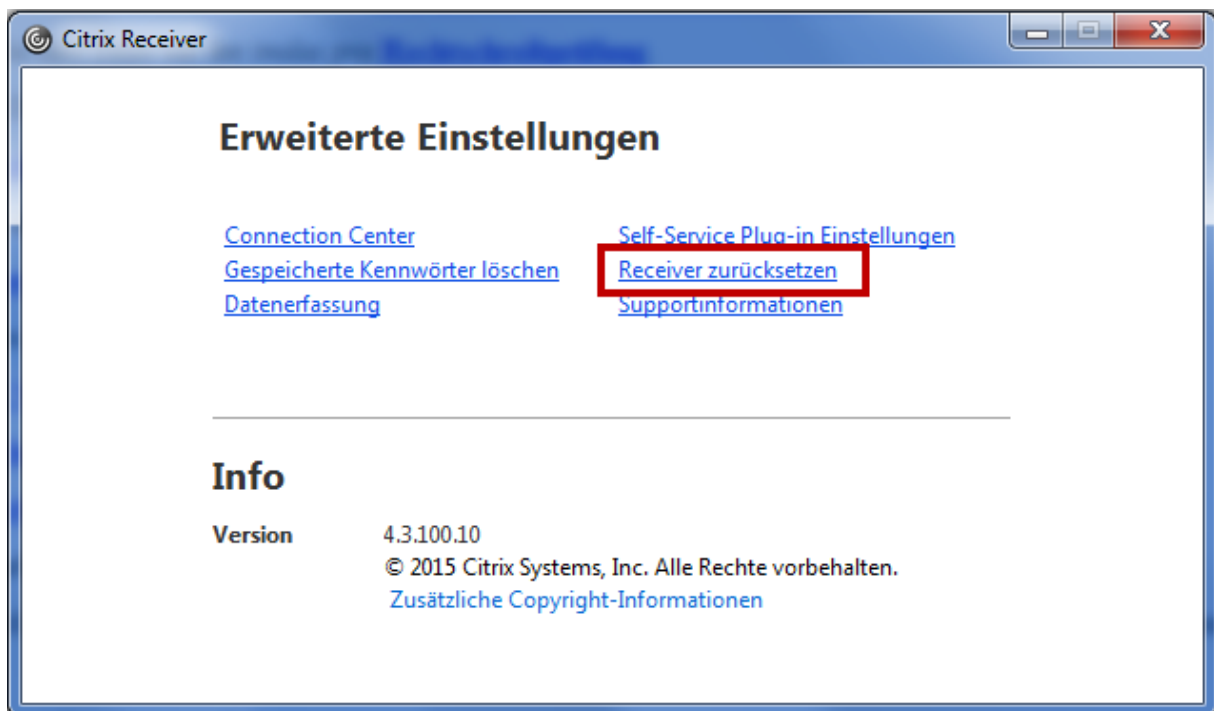 Citrix Receiver
Erweiterte Einstellungen
Connection Center
Self-Service Plug-in Einstellungen
Gespeicherte Kennwörter löschen
Receiver zurücksetzen
Datenerfassung
Supportinformationen
Info
Version 4.3.100.10
© 2015 Citrix Systems, Inc. Alle Rechte vorbehalten.
Zusätzliche Copyright-Informationen